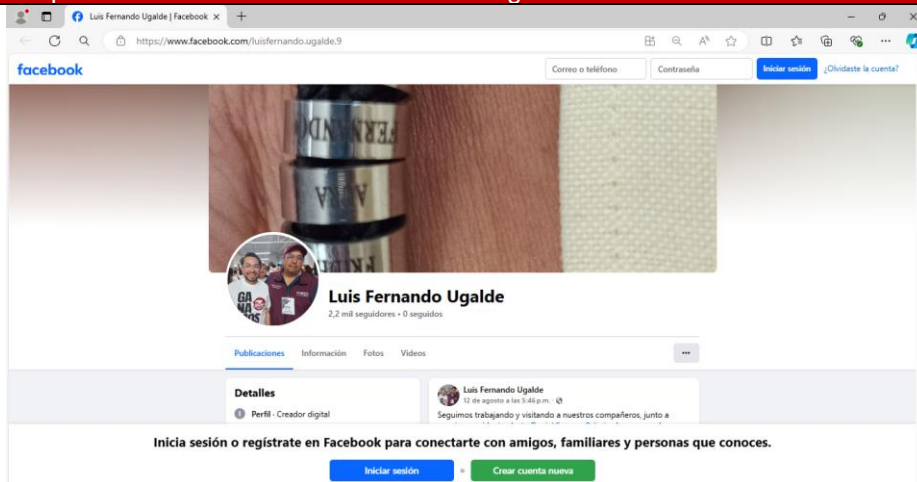 Luis Fernando Ugalde | Facebook
https://www.facebook.com/luisfernando.ugalde.9
facebook
Correo o teléfono
Contraseña
Iniciar sesión
¿Olvidaste la cuenta?
FERNANDO
Luis Fernando Ugalde
2,2 mil seguidores • 0 seguidos
Publicaciones
Información
Fotos
Videos
Detalles
Perfil · Creador digital
Luis Fernando Ugalde
12 de agosto a las 5:46 p.m. ·
Seguimos trabajando y visitando a nuestros compañeros, junto a
Inicia sesión o regístrate en Facebook para conectarte con amigos, familiares y personas que conoces.
Iniciar sesión
Crear cuenta nueva